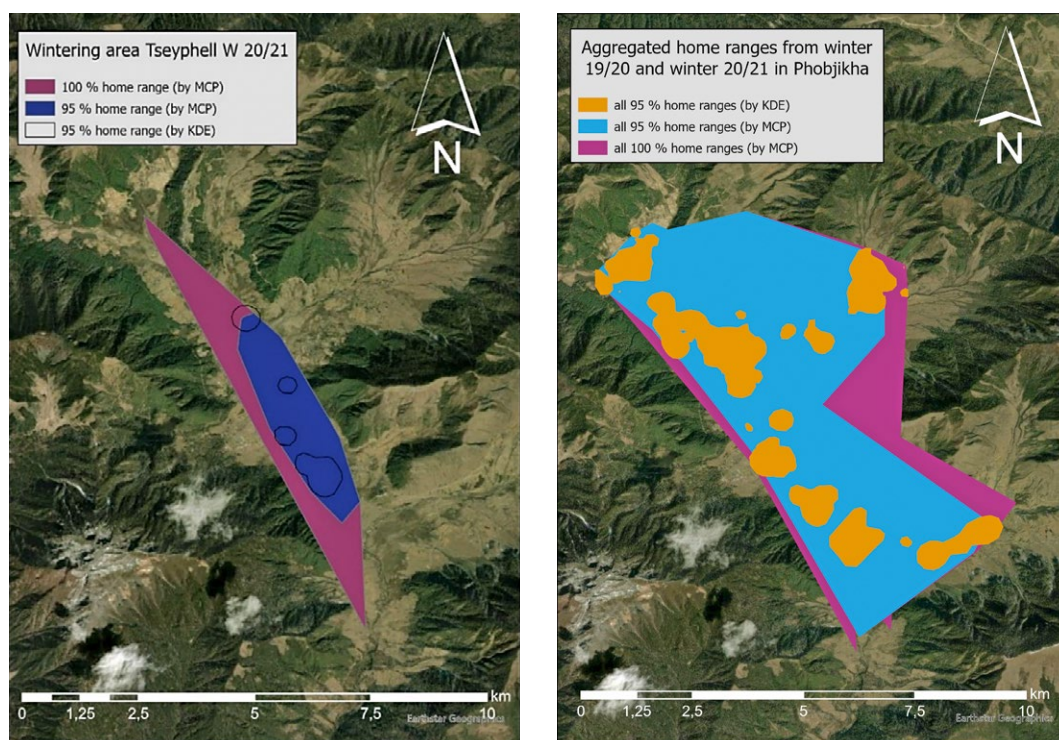 Wintering area Tseyphell W 20/21
100 % home range (by MCP)
95 % home range (by MCP)
95 % home range (by KDE)
N
km
0 1,25 2,5 5 7,5 10
Earthstar Geographics
Aggregated home ranges from winter
19/20 and winter 20/21 in Phobjikha
all 95 % home ranges (by KDE)
all 95 % home ranges (by MCP)
all 100 % home ranges (by MCP)
N
km
0 1,25 2,5 5 7,5 10
Earthstar Geographics